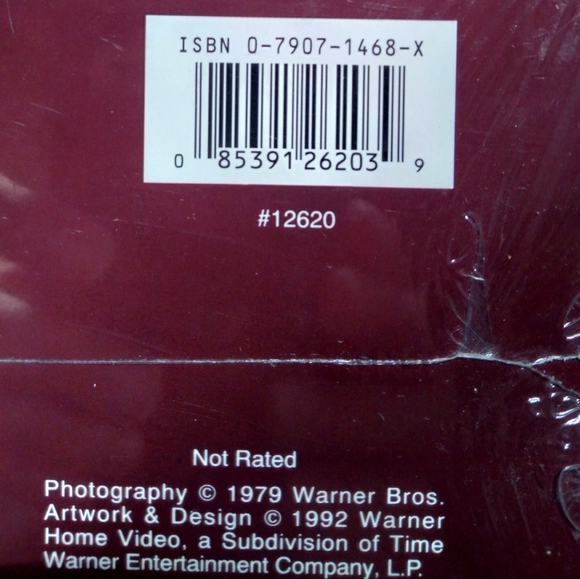 ISBN 0-7907-1468-X
0 85391 26203 9
#12620
Not Rated
Photography © 1979 Warner Bros.
Artwork & Design © 1992 Warner
Home Video, a Subdivision of Time
Warner Entertainment Company, L.P.